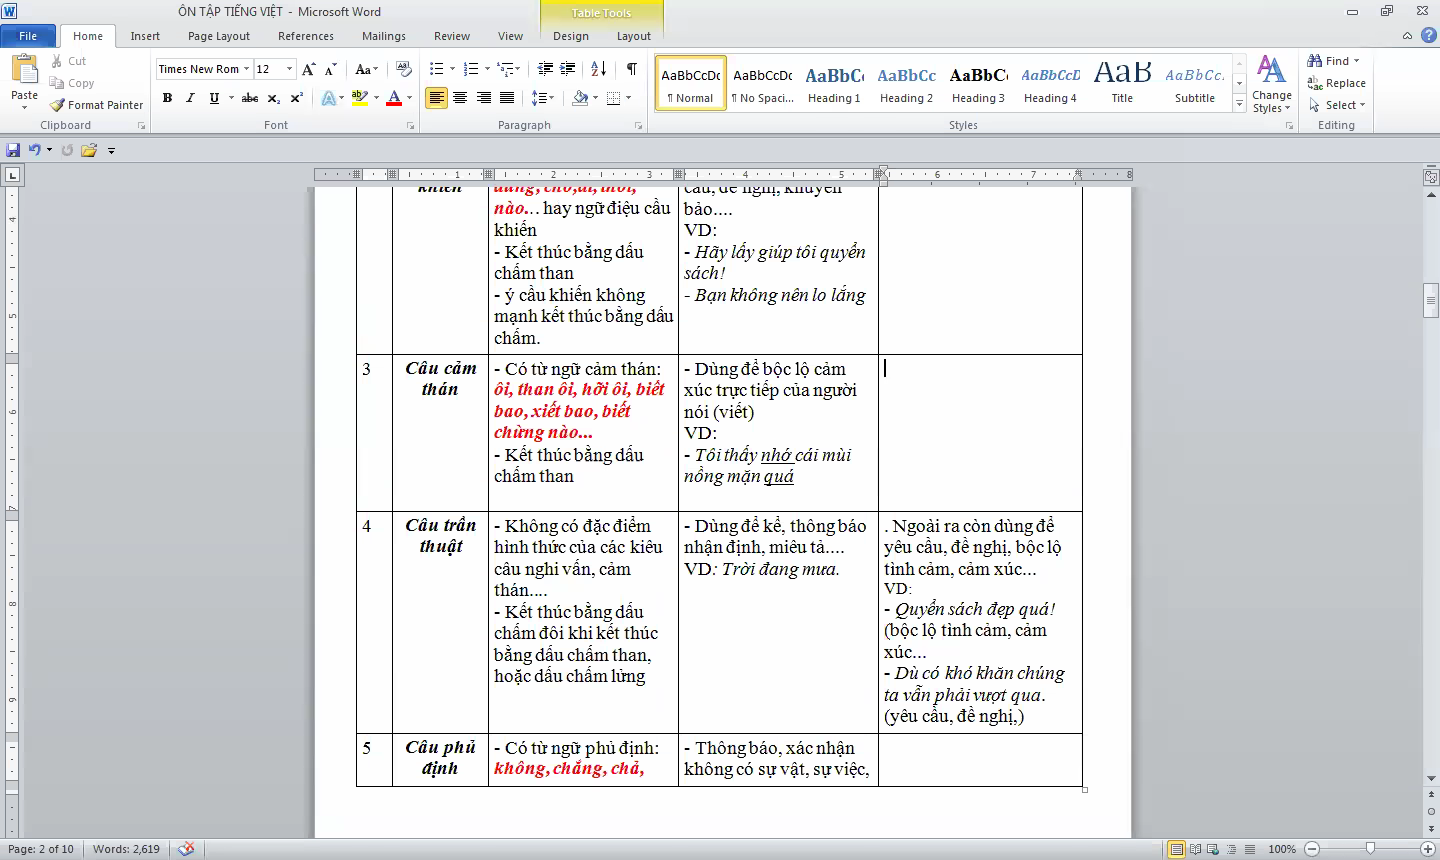 ÔN TẬP TIẾNG VIỆT - Microsoft Word
Table Tools
File Home Insert Page Layout References Mailings Review View Design Layout
Paste
Cut
Copy
Format Painter
Clipboard
Times New Rom 12
Font
Paragraph
AaBbCcDc AaBbCcDc AaBbCc AaBbCc AaBbCc AaBbCcD AaB AaBbCc.
¶ Normal ¶ No Spaci... Heading 1 Heading 2 Heading 3 Heading 4 Title Subtitle
Styles
Change Styles
Find
Replace
Select
Editing
khiến
đừng, chớ,đi, thôi,
nào... hay ngữ điệu cầu
khiến
- Kết thúc bằng dấu
chấm than
- ý cầu khiến không
mạnh kết thúc bằng dấu
chấm.
cầu, đề nghị, khuyên
bảo....
VD:
- Hãy lấy giúp tôi quyển
sách!
- Bạn không nên lo lắng
3
Câu cảm
thán
- Có từ ngữ cảm thán:
ôi, than ôi, hỡi ôi, biết
bao, xiết bao, biết
chừng nào...
- Kết thúc bằng dấu
chấm than
- Dùng để bộc lộ cảm
xúc trực tiếp của người
nói (viết)
VD:
- Tôi thấy nhớ cái mùi
nồng mặn quá
4
Câu trần
thuật
- Không có đặc điểm
hình thức của các kiêu
câu nghi vấn, cảm
thán....
- Kết thúc bằng dấu
chấm đôi khi kết thúc
bằng dấu chấm than,
hoặc dấu chấm lửng
- Dùng để kể, thông báo
nhận định, miêu tả....
VD: Trời đang mưa.
. Ngoài ra còn dùng để
yêu cầu, đề nghị, bộc lộ
tình cảm, cảm xúc...
VD:
- Quyển sách đẹp quá!
(bộc lộ tình cảm, cảm
xúc...
- Dù có khó khăn chúng
ta vẫn phải vượt qua.
(yêu cầu, đề nghị,)
5
Câu phủ
định
- Có từ ngữ phủ định:
không, chẳng, chả,
- Thông báo, xác nhận
không có sự vật, sự việc,
Page: 2 of 10 Words: 2,619 100%